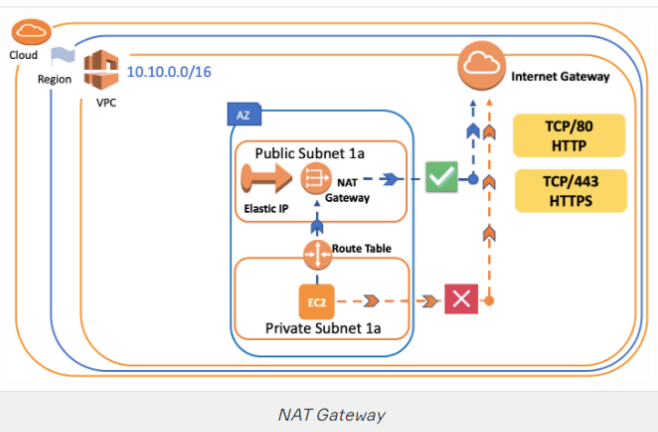 Cloud
Region
VPC
10.10.0.0/16
Internet Gateway
AZ
TCP/80
HTTP
Public Subnet 1a
TCP/443
HTTPS
NAT
Gateway
Elastic IP
Route Table
EC2
Private Subnet 1a
NAT Gateway